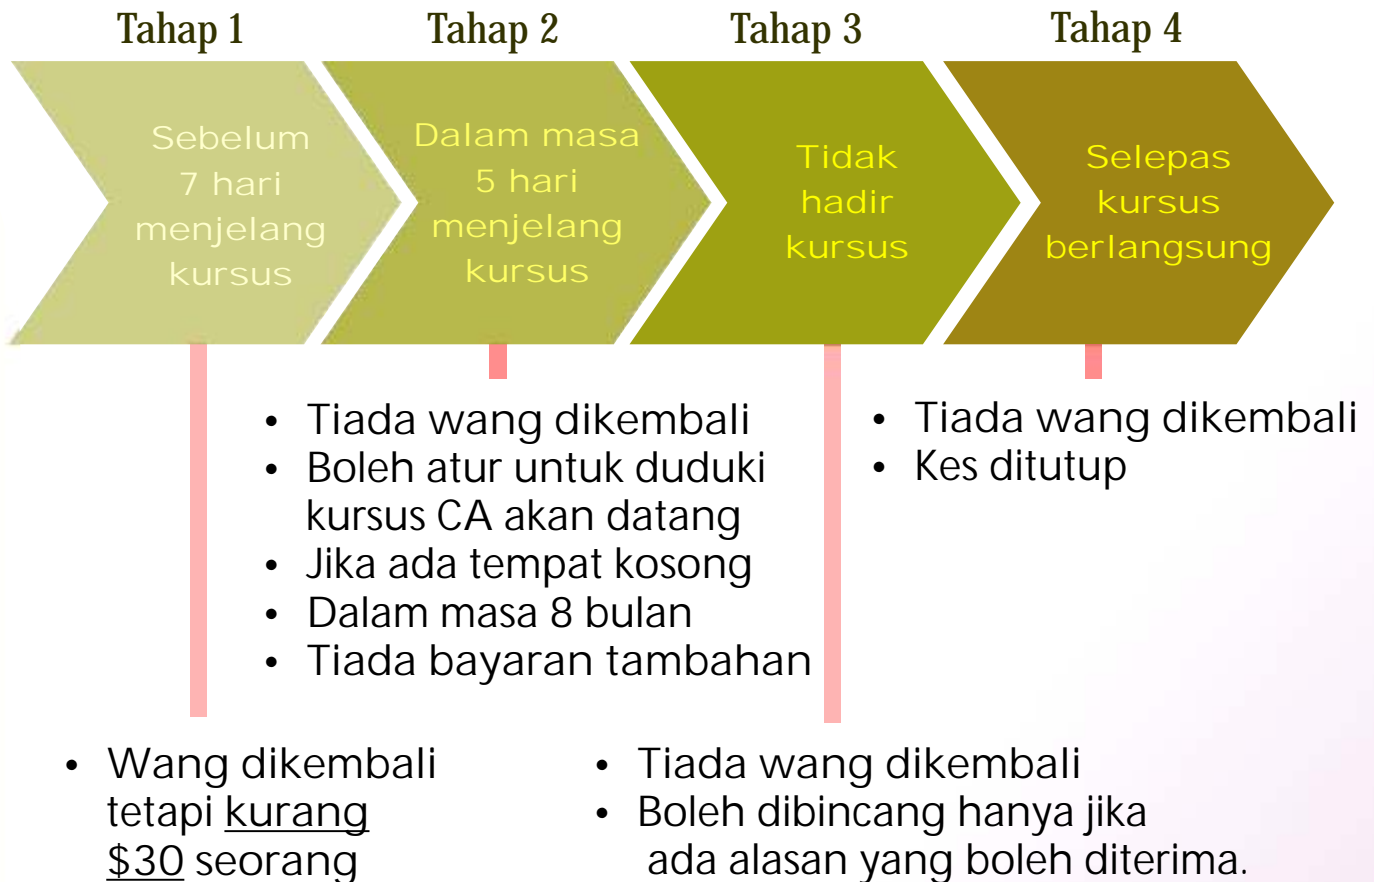 Tahap 1
Tahap 2
Tahap 3
Tahap 4
Sebelum
7 hari
menjelang
kursus
Dalam masa
5 hari
menjelang
kursus
Tidak
hadir
kursus
Selepas
kursus
berlangsung
• Tiada wang dikembali
• Boleh atur untuk duduki
kursus CA akan datang
• Jika ada tempat kosong
• Dalam masa 8 bulan
• Tiada bayaran tambahan
• Tiada wang dikembali
• Kes ditutup
• Wang dikembali
tetapi kurang
$30 seorang
• Tiada wang dikembali
• Boleh dibincang hanya jika
ada alasan yang boleh diterima.